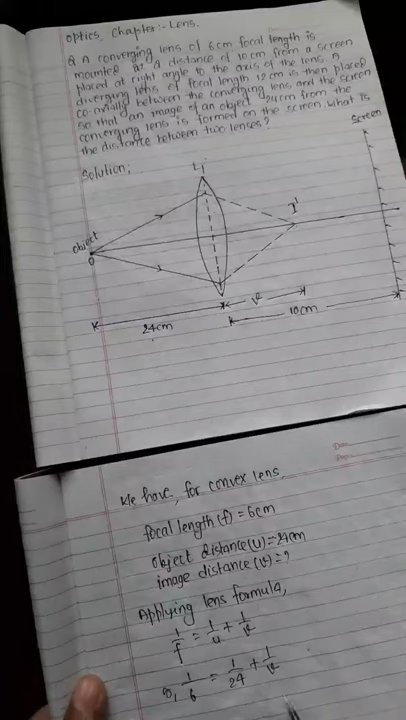 Optics, Chapter:- Lens.
Q. A converging lens of 6cm focal length is
mounted at a distance of 10cm from a screen
placed at right angle to the axis of the lens. A
diverging lens of focal length 12cm is then placed
co-axially between the converging lens and the screen
so that an image of an object 24cm from the
converging lens is formed on the screen. What is
the distance between two lenses?
Solution;
Screen
L1
I'
Object
O
v
24cm
10cm
We have, for convex lens,
focal length (f) = 6cm
object distance (u) = 24cm
image distance (v) = ?
Applying lens formula,
1/f = 1/u + 1/v
or, 1/6 = 1/24 + 1/v